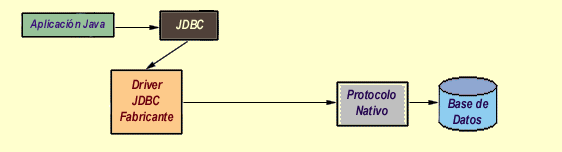 Aplicación Java
JDBC
Driver
JDBC
Fabricante
Protocolo
Nativo
Base de
Datos